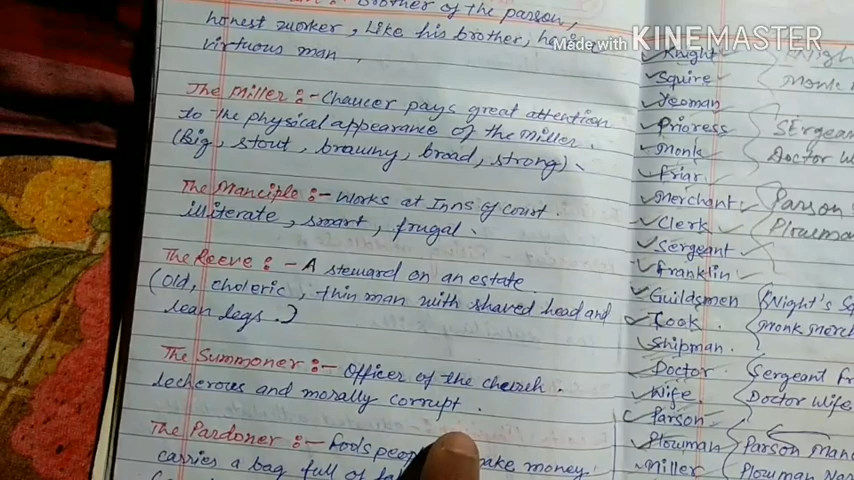 brother of the parson,
honest worker, Like his brother,
virtuous man.
The Miller :- Chaucer pays great attention
to the physical appearance of the miller.
(Big, stout, brawny, broad, strong)
The Manciple :- Works at Inns of court.
illiterate, smart, frugal.
The Reeve :- A steward on an estate.
(old, choleric, thin man with shaved head and
lean legs.)
The Summoner :- Officer of the church.
Lecherous and morally corrupt.
The Pardoner :- Fools make money.
carries a bag full of
Made with KINEMASTER
Knight
Squire
Yeoman
Prioress
Monk
Friar
Merchant
Clerk
Sergeant
Franklin
Guildsmen
Cook
Shipman.
Doctor
Wife
Parson
Plowman
Miller
Monk
Doctor
Parson
Plowman
Monk
Sergeant
Doctor Wife
Parson
Plowman